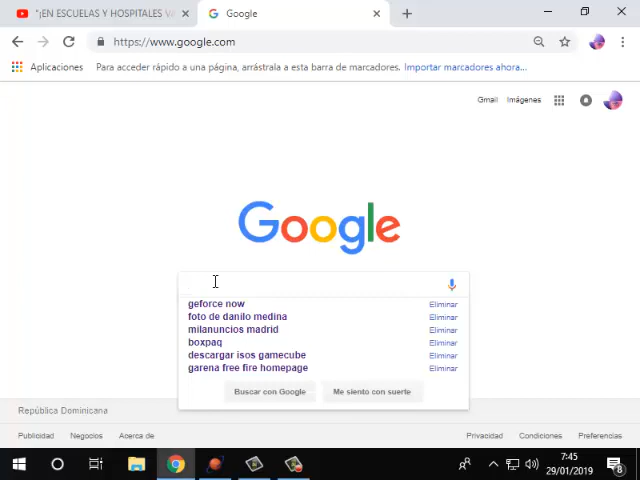 "¡EN ESCUELAS Y HOSPITALES
Google
https://www.google.com
Aplicaciones
Para acceder rápido a una página, arrástrala a esta barra de marcadores.
Importar marcadores ahora...
Gmail
Imágenes
Google
geforce now
Eliminar
foto de danilo medina
Eliminar
milanuncios madrid
Eliminar
boxpaq
Eliminar
descargar isos gamecube
Eliminar
garena free fire homepage
Eliminar
Buscar con Google
Me siento con suerte
República Dominicana
Publicidad
Negocios
Acerca de
Privacidad
Condiciones
Preferencias
7:45
29/01/2019
8